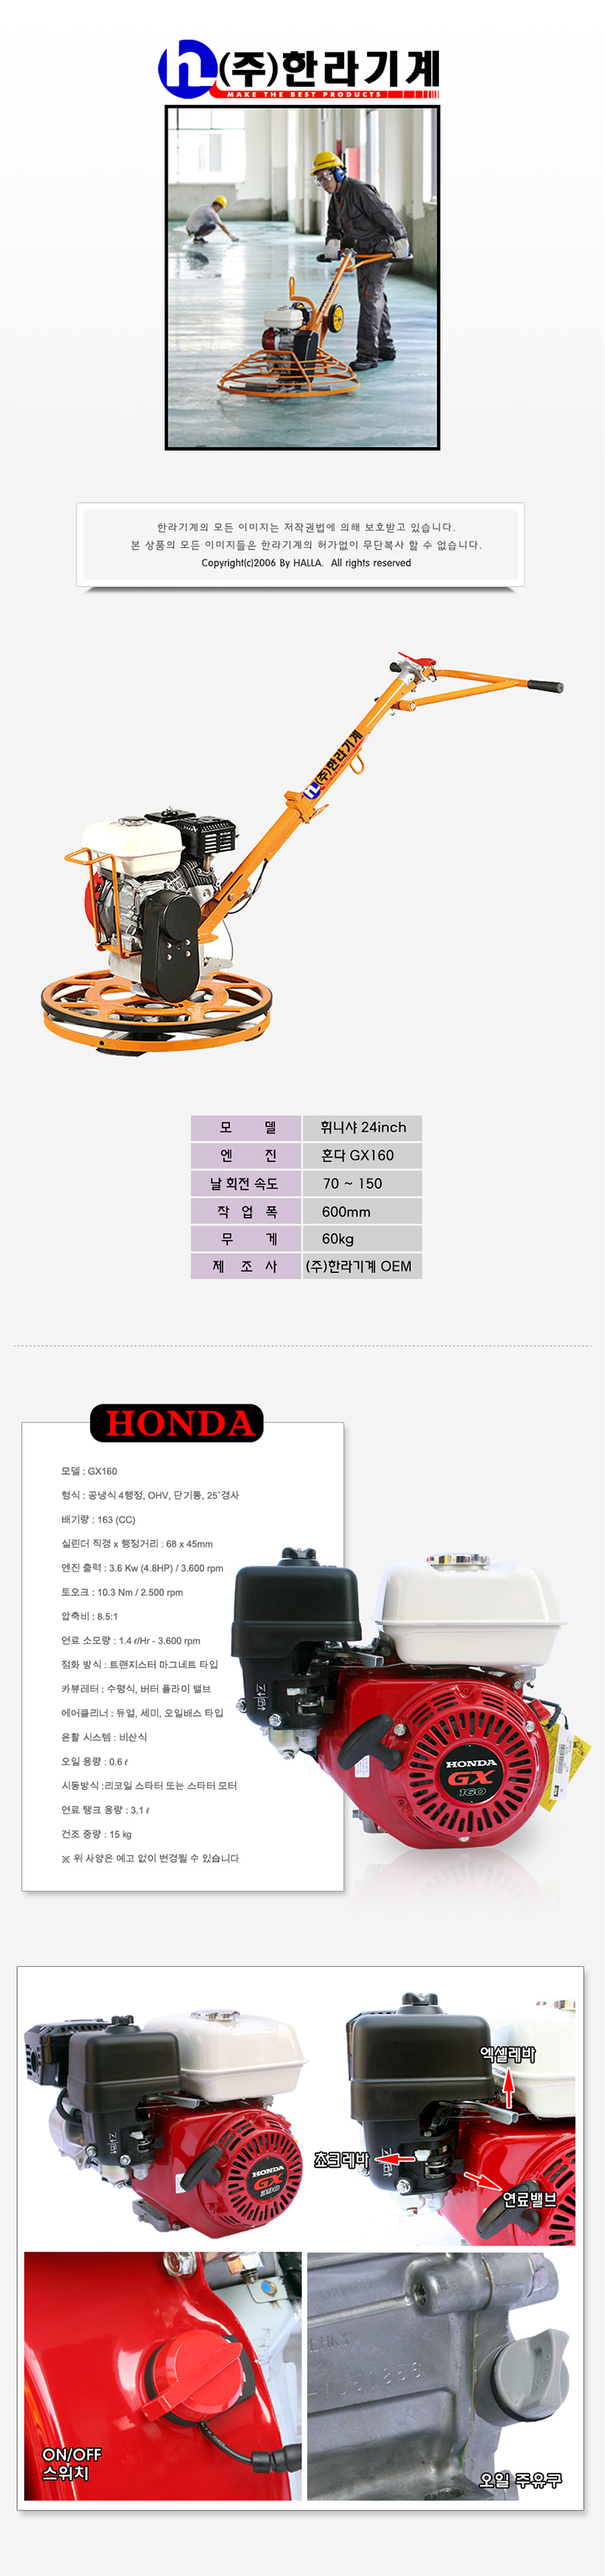 (주)한라기계
MAKE THE BEST PRODUCTS
한라기계의 모든 이미지는 저작권법에 의해 보호받고 있습니다.
본 상품의 모든 이미지들은 한라기계의 허가없이 무단복사 할 수 없습니다.
Copyright(c)2006 By HALLA. All rights reserved
(주)한라기계
모 델 휘니샤 24inch
엔 진 혼다 GX160
날 회전 속도 70 ~ 150
작 업 폭 600mm
무 게 60kg
제 조 사 (주)한라기계 OEM
HONDA
모델 : GX160
형식 : 공냉식 4행정, OHV, 단기통, 25˚경사
배기량 : 163 (CC)
실린더 직경 x 행정거리 : 68 x 45mm
엔진 출력 : 3.6 Kw (4.8HP) / 3.600 rpm
토오크 : 10.3 Nm / 2.500 rpm
압축비 : 8.5:1
연료 소모량 : 1.4 ℓ/Hr - 3.600 rpm
점화 방식 : 트랜지스터 마그네트 타입
카뷰레터 : 수평식, 버터 플라이 밸브
에어클리너 : 듀얼, 세미, 오일배스 타입
윤활 시스템 : 비산식
오일 용량 : 0.6 ℓ
시동방식 :리코일 스타터 또는 스타터 모터
연료 탱크 용량 : 3.1 ℓ
건조 중량 : 15 kg
※ 위 사양은 예고 없이 변경될 수 있습니다
HONDA
GX
160
HONDA
GX
엑셀레바
쵸크레바
연료밸브
ON/OFF
스위치
오일 주유구